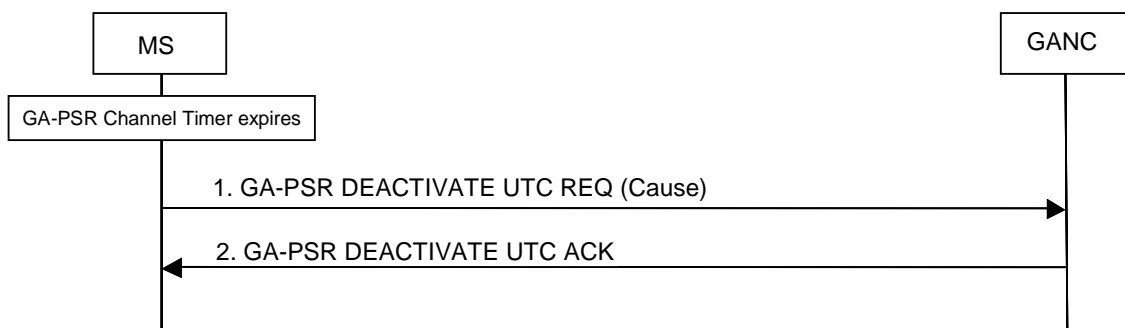 MS
GANC
GA-PSR Channel Timer expires
1. GA-PSR DEACTIVATE UTC REQ (Cause)
2. GA-PSR DEACTIVATE UTC ACK